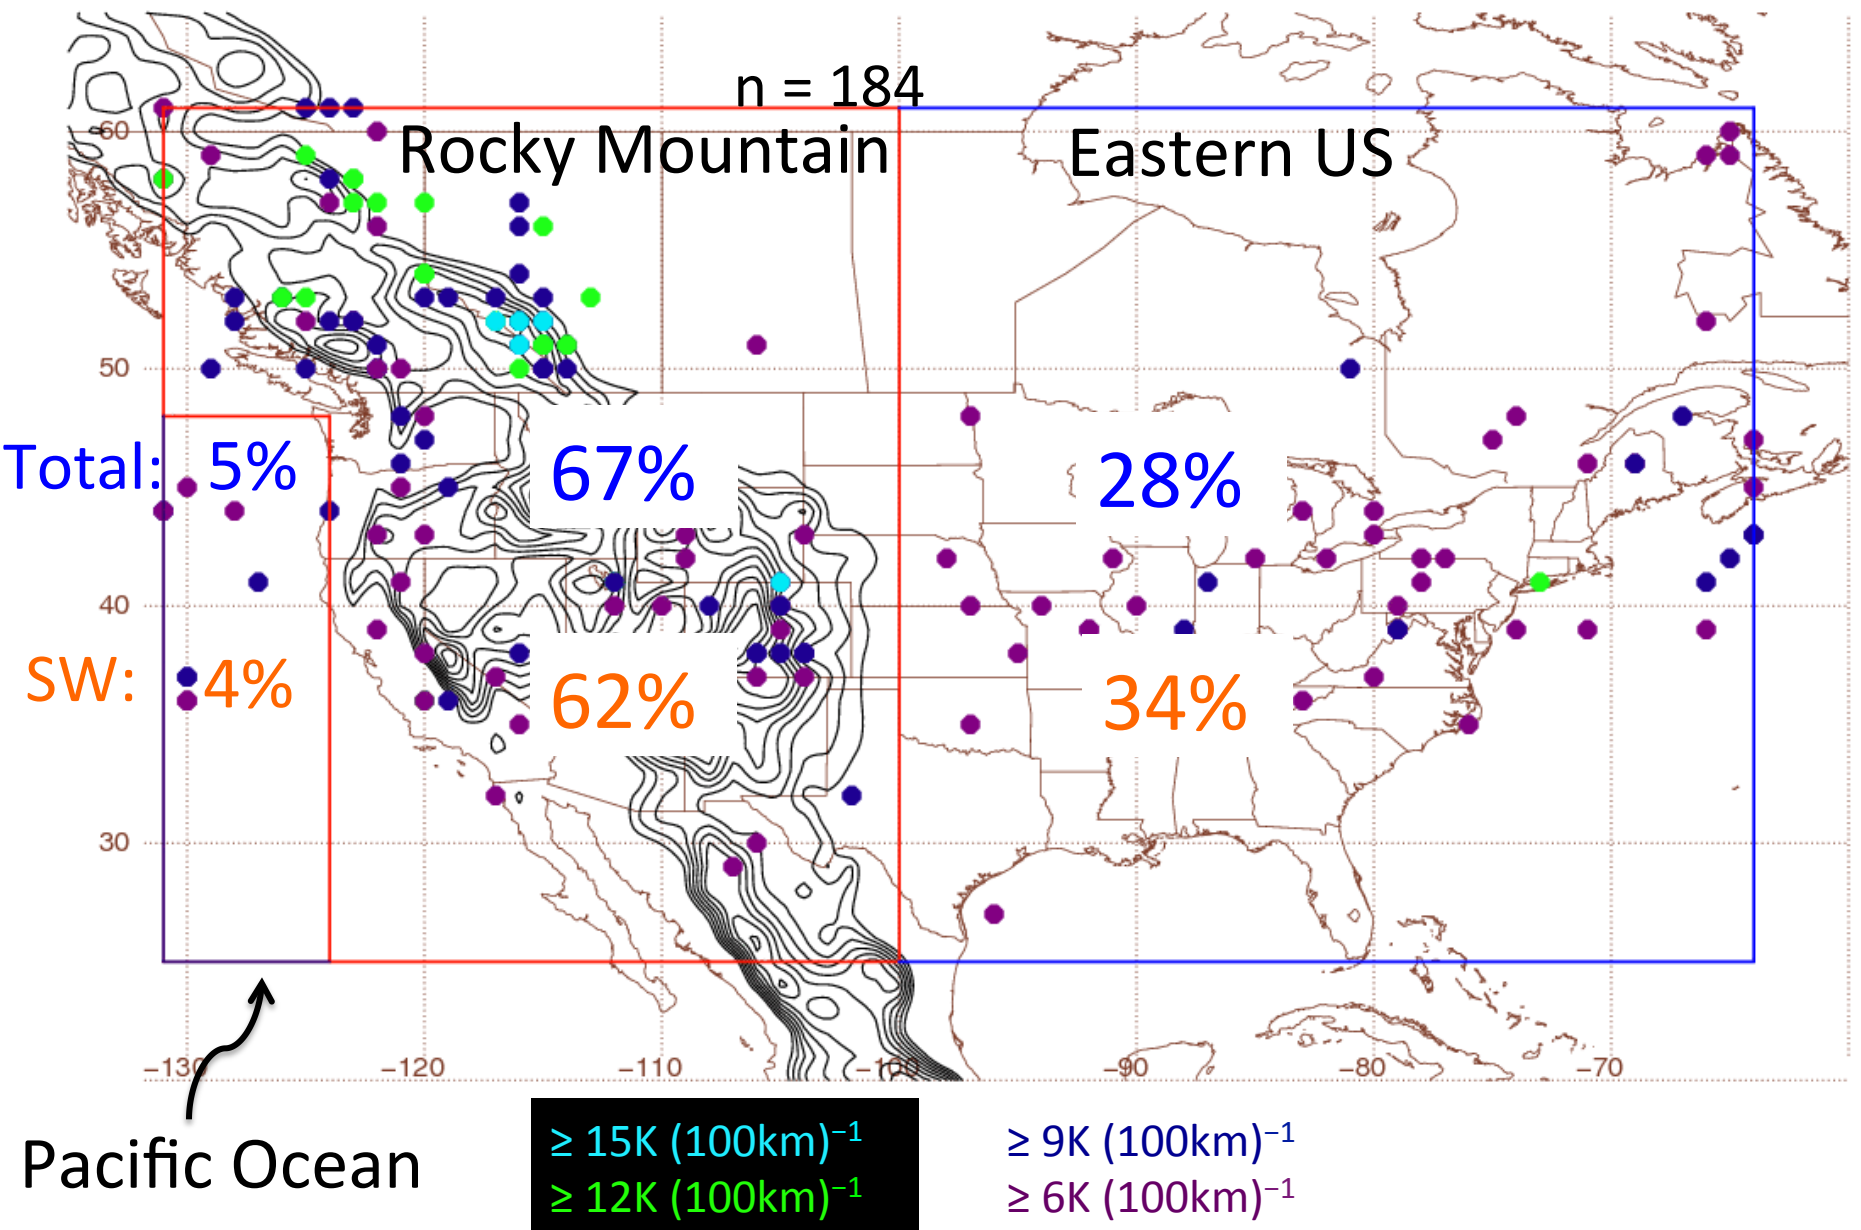 n = 184
Rocky Mountain
Eastern US
60
50
40
30
Total: 5%
67%
28%
SW: 4%
62%
34%
−130
−120
−110
−100
−90
−80
−70
Pacific Ocean
≥ 15K (100km)⁻¹
≥ 12K (100km)⁻¹
≥ 9K (100km)⁻¹
≥ 6K (100km)⁻¹